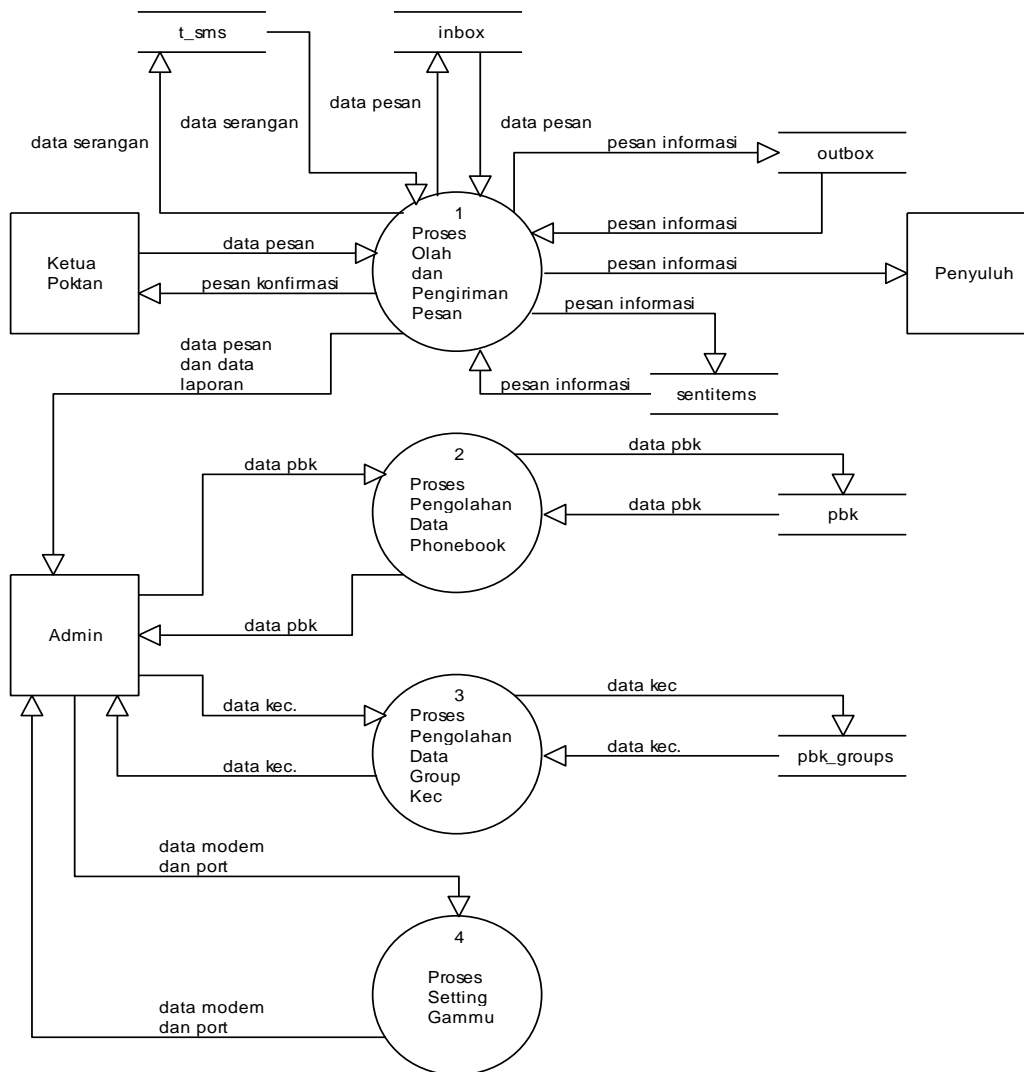 t_sms
inbox
data pesan
data serangan
data serangan
data pesan
pesan informasi
outbox
1
Proses
Olah
dan
Pengiriman
Pesan
pesan informasi
data pesan
Ketua
Poktan
pesan konfirmasi
pesan informasi
Penyuluh
pesan informasi
data pesan
dan data
laporan
pesan informasi
sentitems
data pbk
2
Proses
Pengolahan
Data
Phonebook
data pbk
data pbk
pbk
Admin
data pbk
data kec.
3
Proses
Pengolahan
Data
Group
Kec
data kec
data kec.
pbk_groups
data kec.
data modem
dan port
4
Proses
Setting
Gammu
data modem
dan port